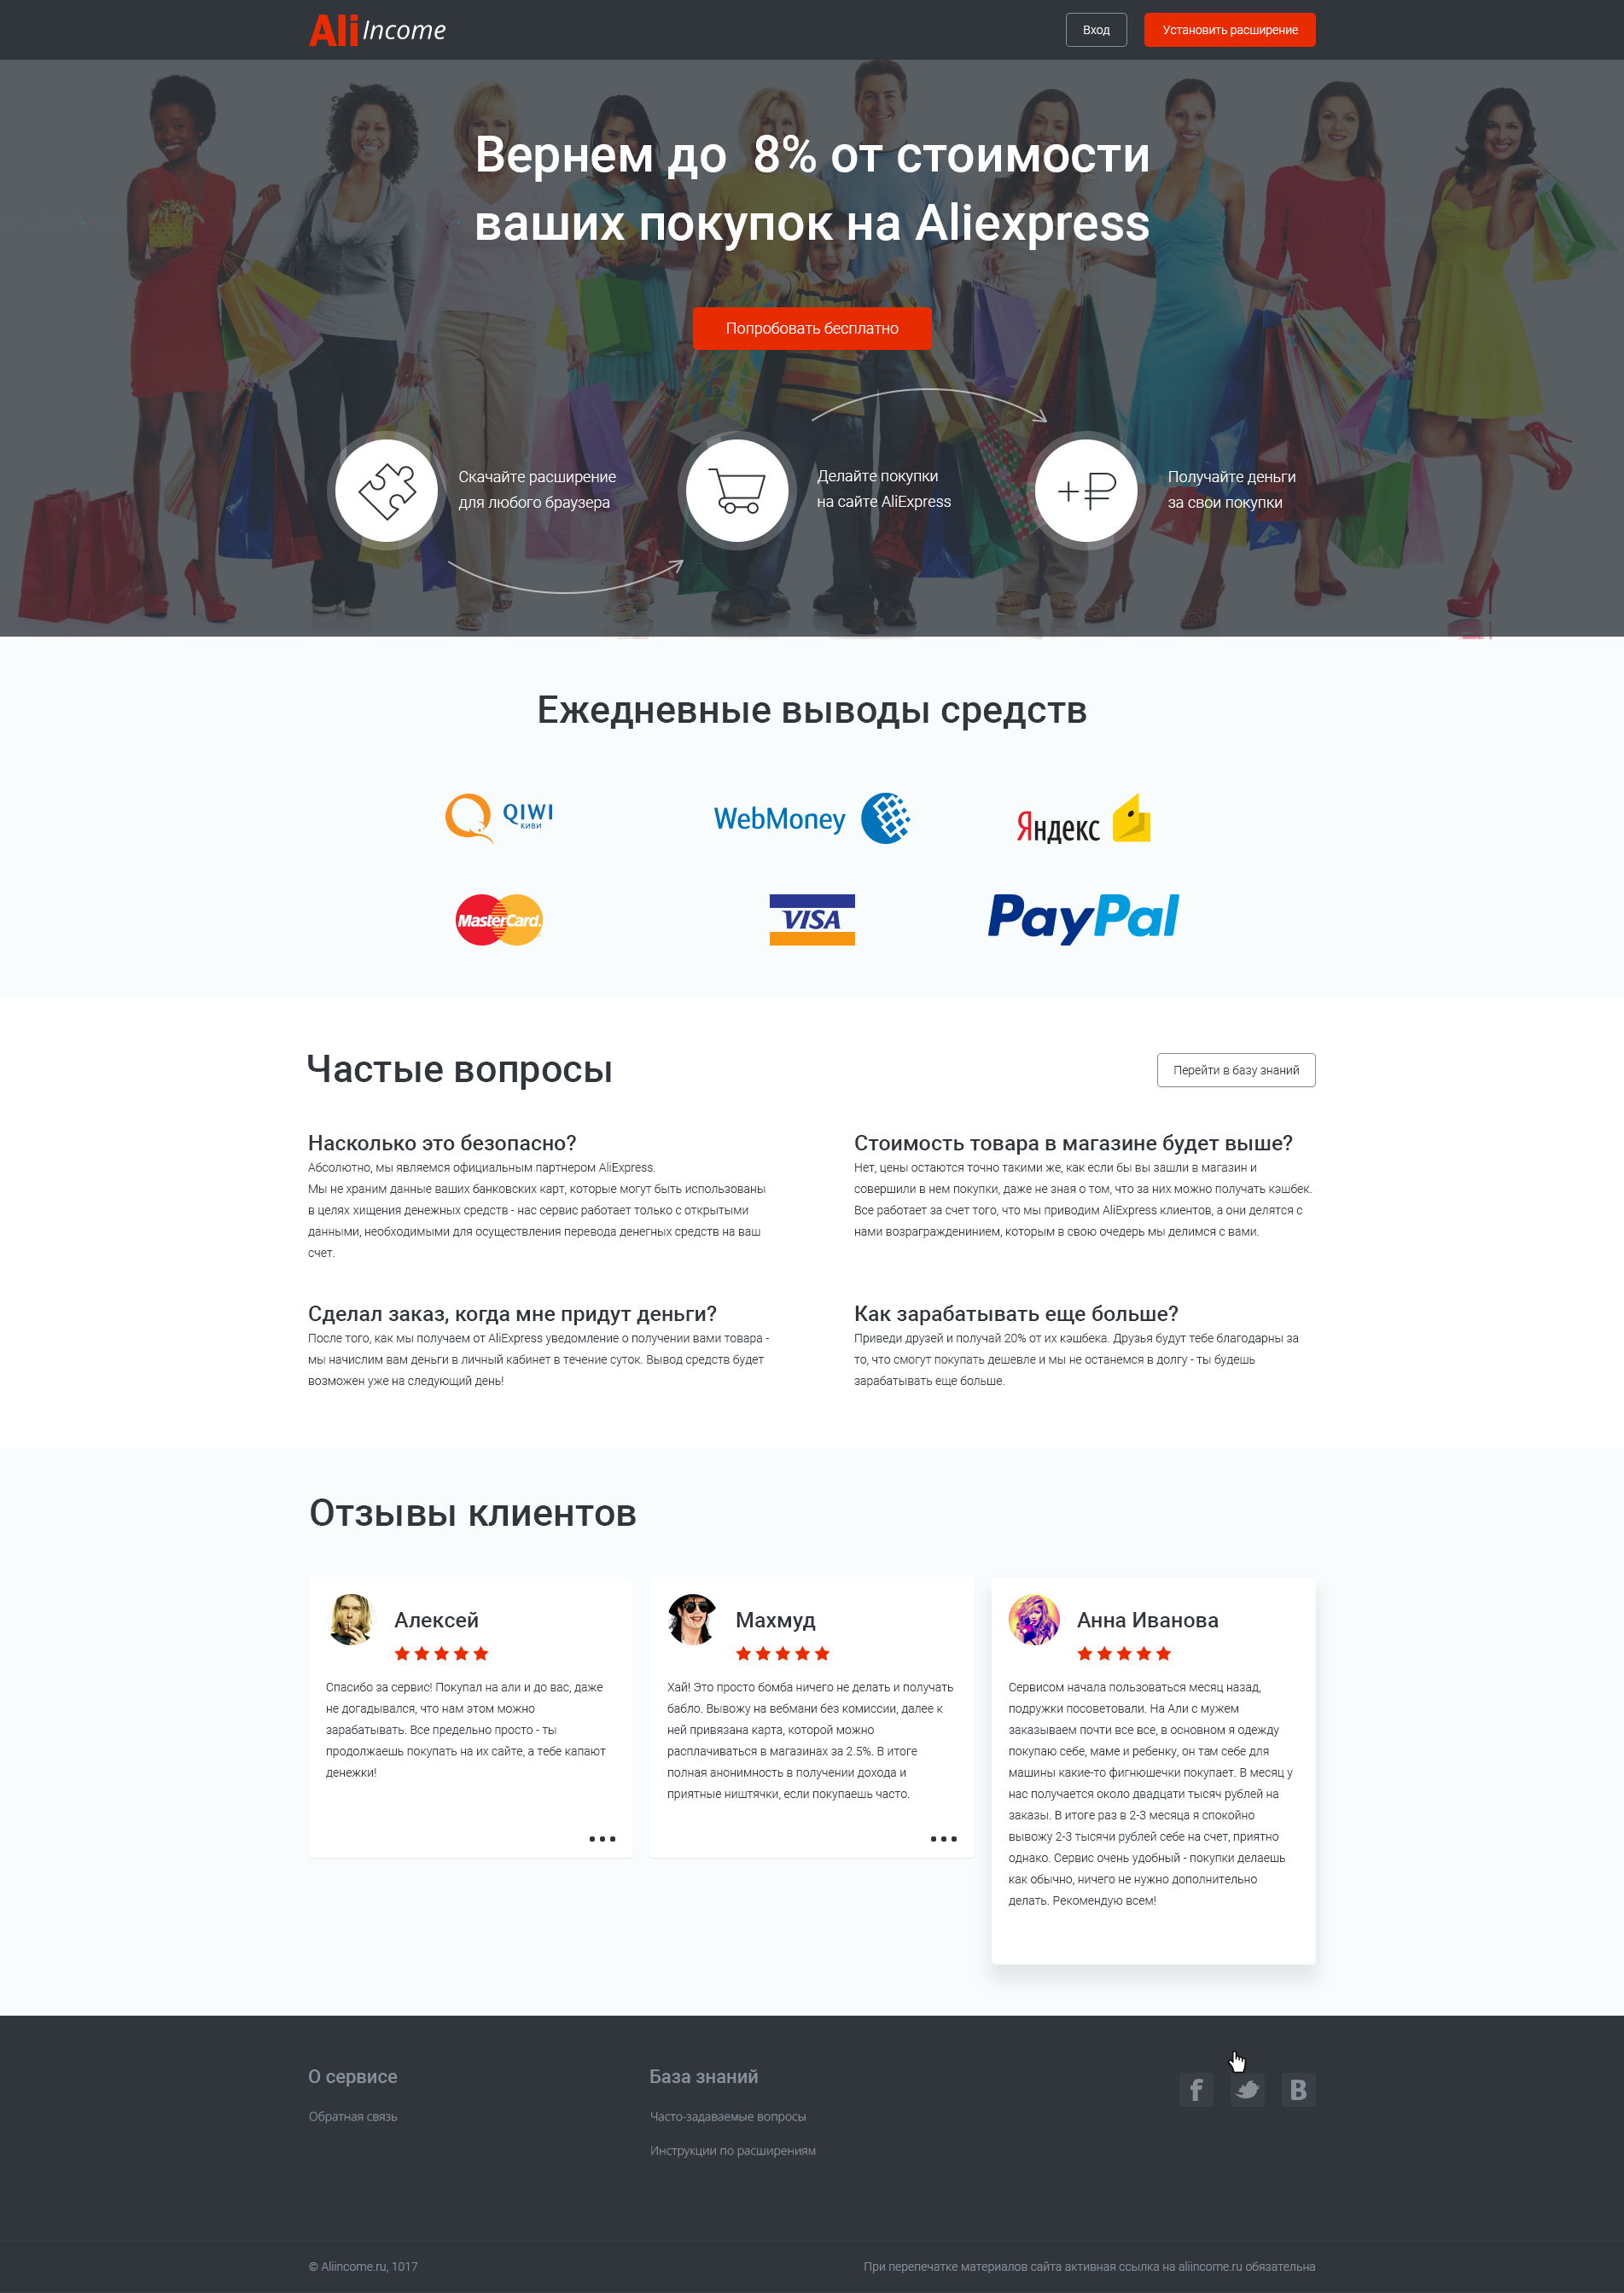 Ali Income
Вход
Установить расширение
Вернем до 8% от стоимости
ваших покупок на Aliexpress
Попробовать бесплатно
Скачайте расширение
для любого браузера
Делайте покупки
на сайте AliExpress
Получайте деньги
за свои покупки
Ежедневные выводы средств
QIWI
КИВИ
WebMoney
Яндекс
MasterCard.
VISA
PayPal
Частые вопросы
Перейти в базу знаний
Насколько это безопасно?
Абсолютно, мы являемся официальным партнером AliExpress.
Мы не храним данные ваших банковских карт, которые могут быть использованы
в целях хищения денежных средств - нас сервис работает только с открытыми
данными, необходимыми для осуществления перевода денегных средств на ваш
счет.
Стоимость товара в магазине будет выше?
Нет, цены остаются точно такими же, как если бы вы зашли в магазин и
совершили в нем покупки, даже не зная о том, что за них можно получать кэшбек.
Все работает за счет того, что мы приводим AliExpress клиентов, а они делятся с
нами возраграждениником, которым в свою очедерь мы делимся с вами.
Сделал заказ, когда мне придут деньги?
После того, как мы получаем от AliExpress уведомление о получении вами товара -
мы начислим вам деньги в личный кабинет в течение суток. Вывод средств будет
возможен уже на следующий день!
Как зарабатывать еще больше?
Приведи друзей и получай 20% от их кэшбека. Друзья будут тебе благодарны за
то, что смогут покупать дешевле и мы не останемся в долгу - ты будешь
зарабатывать еще больше.
Отзывы клиентов
Алексей
Спасибо за сервис! Покупал на али и до вас, даже
не догадывался, что нам этом можно
зарабатывать. Все предельно просто - ты
продолжаешь покупать на их сайте, а тебе капают
денежки!
Махмуд
Хай! Это просто бомба ничего не делать и получать
бабло. Вывожу на вебмани без комиссии, далее к
ней привязана карта, которой можно
расплачиваться в магазинах за 2.5%. В итоге
полная анонимность в получении дохода и
приятные ништячки, если покупаешь часто.
Анна Иванова
Сервисом начала пользоваться месяц назад,
подружки посоветовали. На Али с мужем
заказываем почти все все, в основном я одежду
покупаю себе, маме и ребенку, он там себе для
машины какие-то фигнюшечки покупает. В месяц у
нас получается около двадцати тысяч рублей на
заказы. В итоге раз в 2-3 месяца я спокойно
вывожу 2-3 тысячи рублей себе на счет, приятно
однако. Сервис очень удобный - покупки делаешь
как обычно, ничего не нужно дополнительно
делать. Рекомендую всем!
О сервисе
Обратная связь
База знаний
Часто-задаваемые вопросы
Инструкции по расширениям
© Aliincome.ru, 1017
При перепечатке материалов сайта активная ссылка на aliincome.ru обязательна